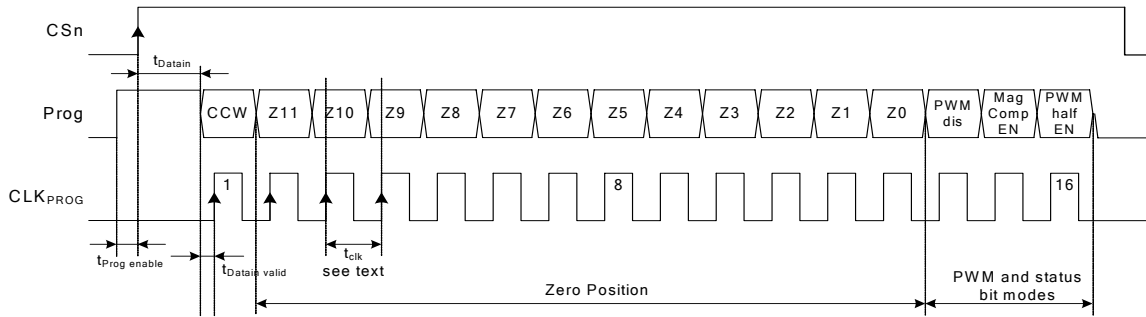 CSn
tDatain
Prog
CCW Z11 Z10 Z9 Z8 Z7 Z6 Z5 Z4 Z3 Z2 Z1 Z0 PWM dis Mag Comp EN PWM half EN
CLKPROG
1 8 16
tProg enable
tDatain valid
tclk
see text
Zero Position
PWM and status
bit modes